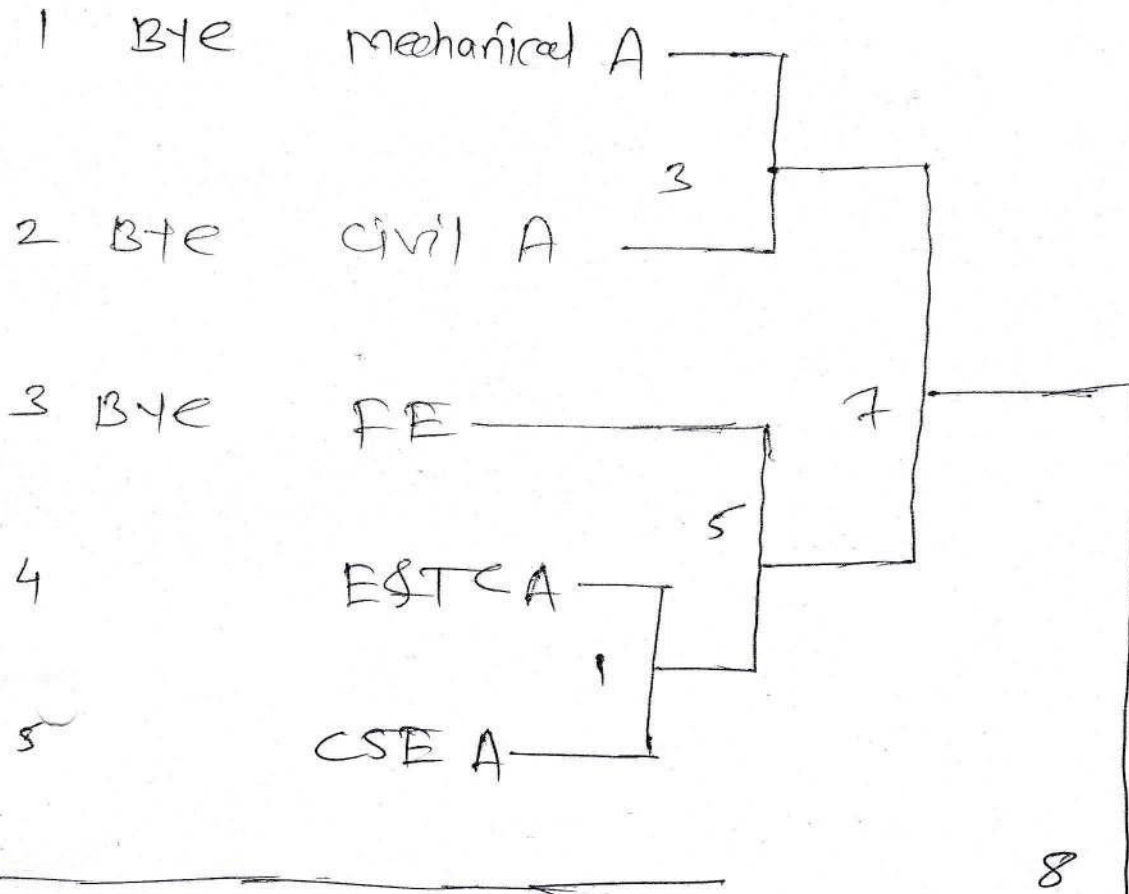 1 Bye mechanical A
3
2 Bye civil A
3 Bye FE
7
5
4 E&TC A
1
5 CSE A
8